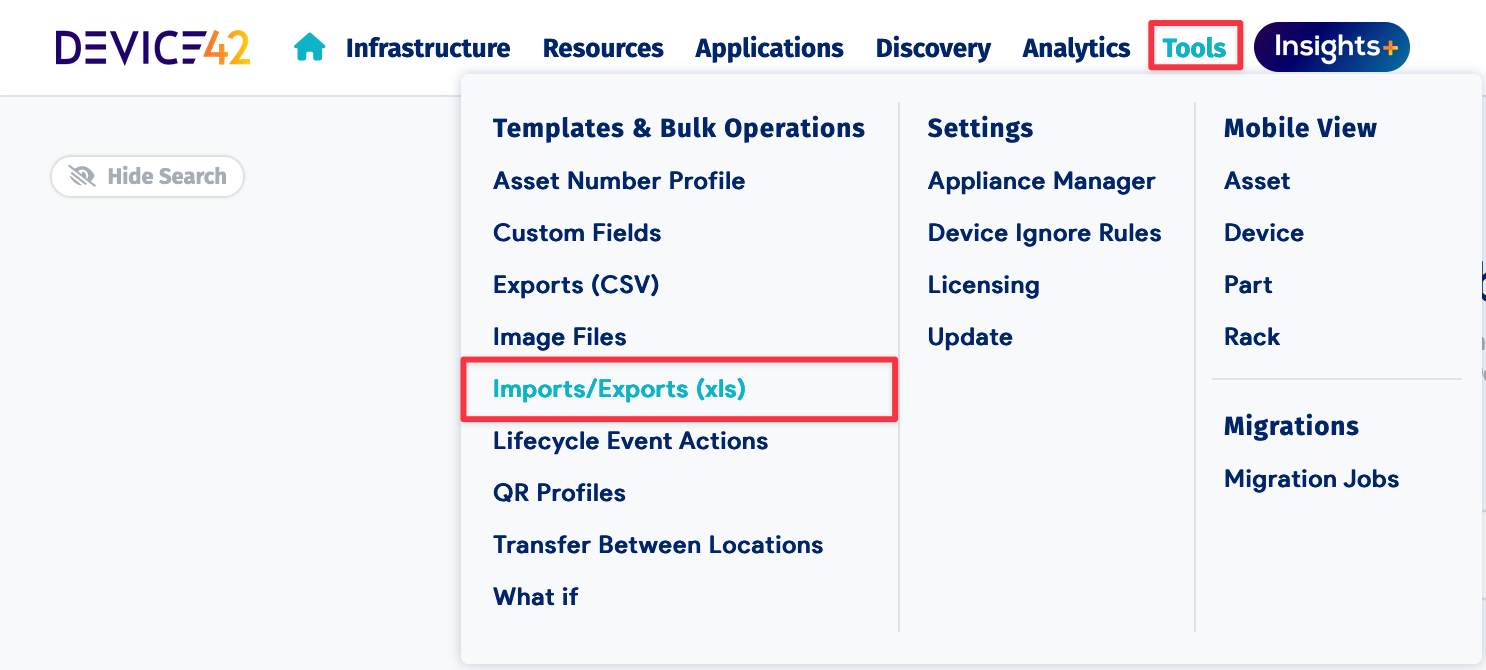 DEVICE42
Infrastructure Resources Applications Discovery Analytics Tools Insights+
Hide Search
Templates & Bulk Operations
Asset Number Profile
Custom Fields
Exports (CSV)
Image Files
Imports/Exports (xls)
Lifecycle Event Actions
QR Profiles
Transfer Between Locations
What if
Settings
Appliance Manager
Device Ignore Rules
Licensing
Update
Mobile View
Asset
Device
Part
Rack
Migrations
Migration Jobs